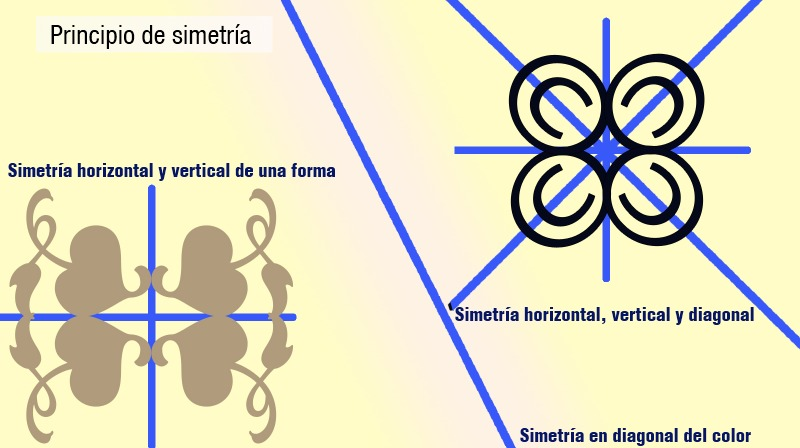 Principio de simetría
Simetría horizontal y vertical de una forma
Simetría horizontal, vertical y diagonal
Simetría en diagonal del color